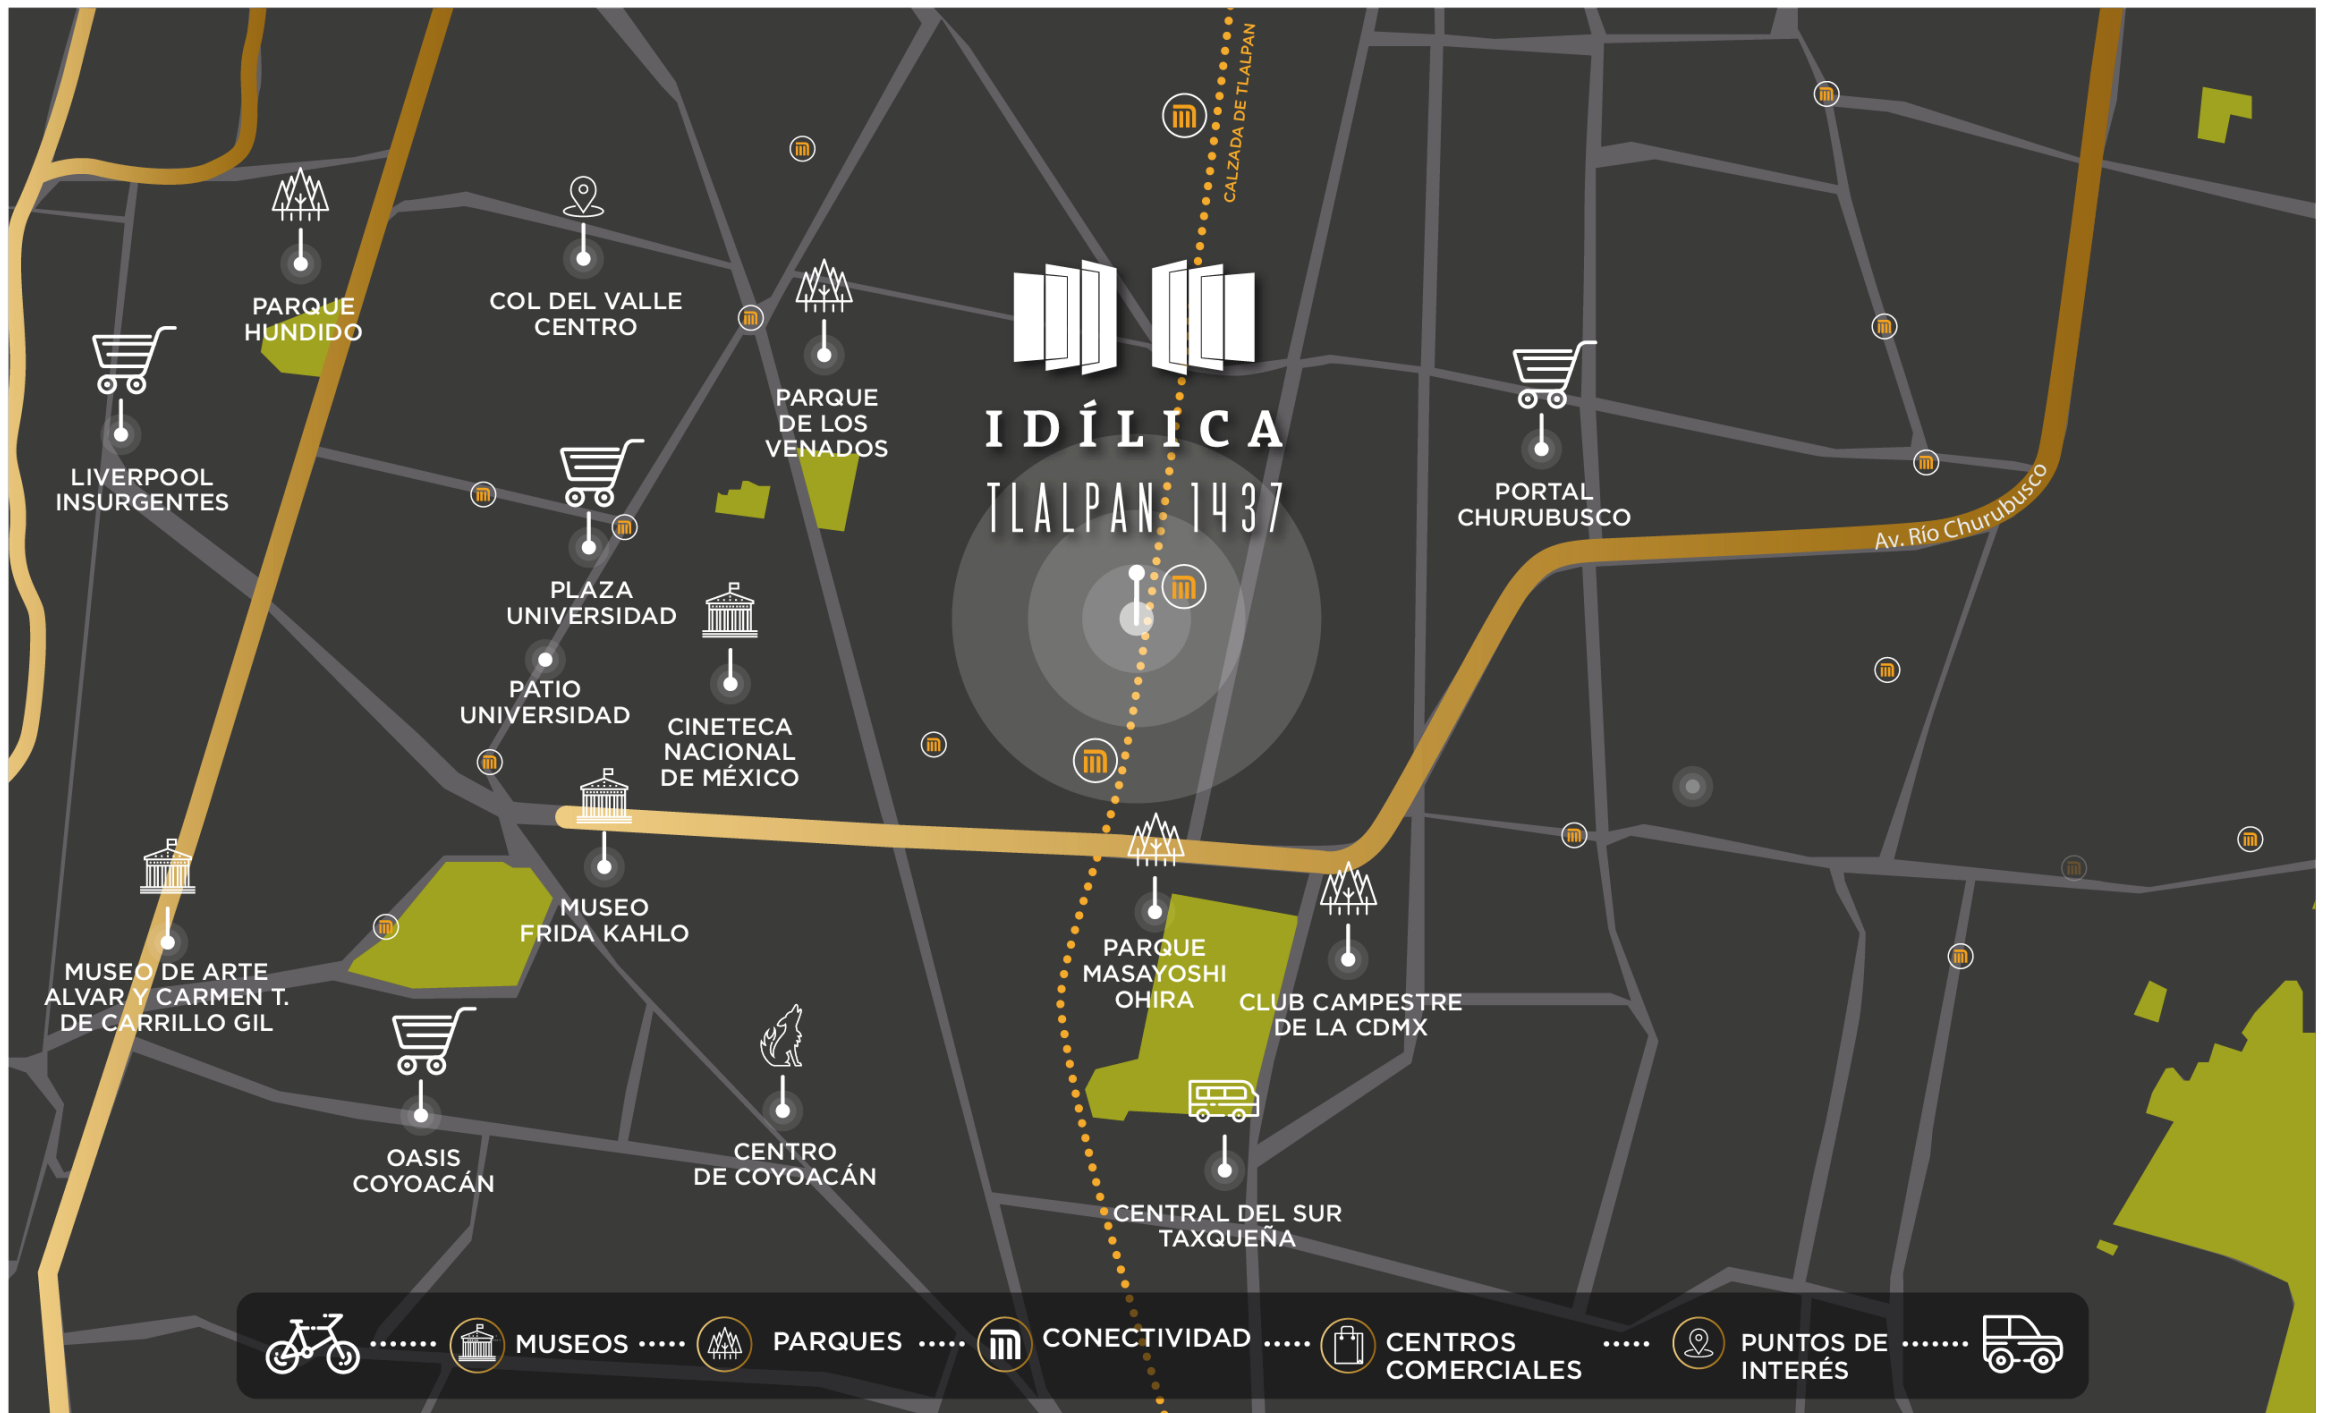 CALZADA DE TLALPAN
PARQUE
HUNDIDO
COL DEL VALLE
CENTRO
LIVERPOOL
INSURGENTES
PARQUE
DE LOS
VENADOS
IDÍLICA
TLALPAN 1437
PORTAL
CHURUBUSCO
Av. Río Churubusco
PLAZA
UNIVERSIDAD
PATIO
UNIVERSIDAD
CINETECA
NACIONAL
DE MÉXICO
MUSEO
FRIDA KAHLO
MUSEO DE ARTE
ALVAR Y CARMEN T.
DE CARRILLO GIL
PARQUE
MASAYOSHI
OHIRA
CLUB CAMPESTRE
DE LA CDMX
OASIS
COYOACÁN
CENTRO
DE COYOACÁN
CENTRAL DEL SUR
TAXQUEÑA
MUSEOS
PARQUES
CONECTIVIDAD
CENTROS
COMERCIALES
PUNTOS DE
INTERÉS